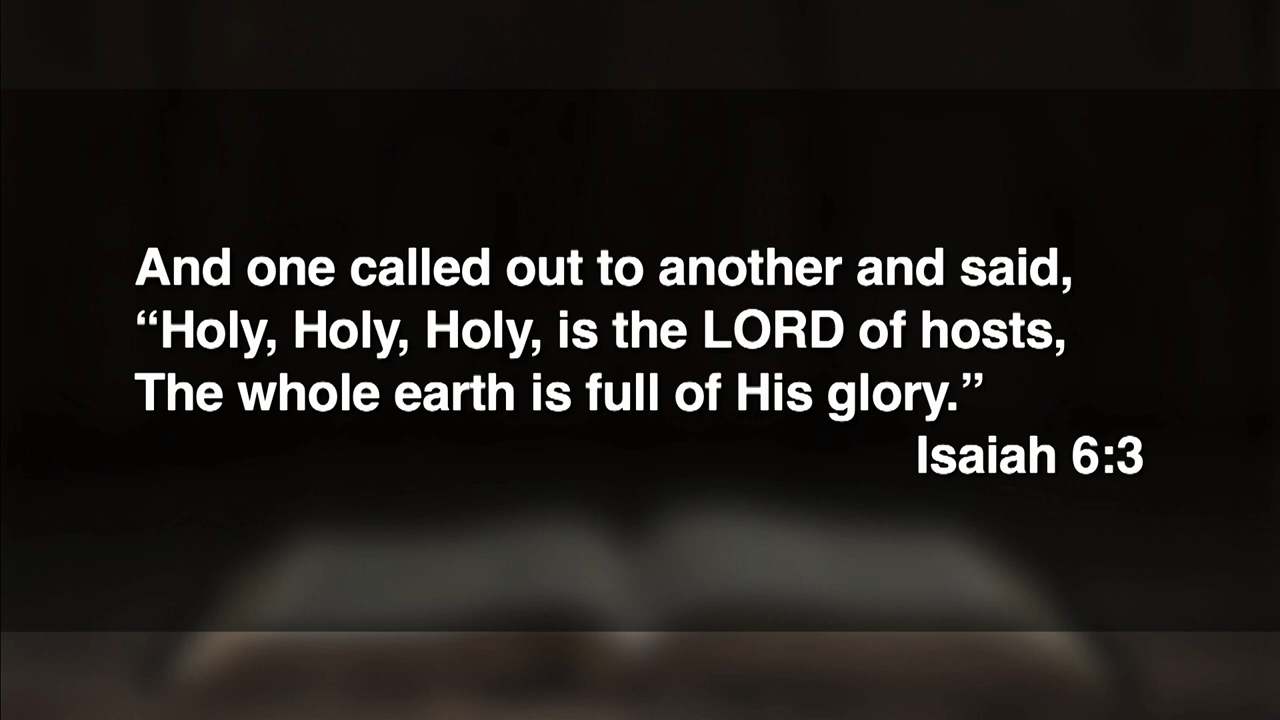 And one called out to another and said,
“Holy, Holy, Holy, is the LORD of hosts,
The whole earth is full of His glory.”
Isaiah 6:3